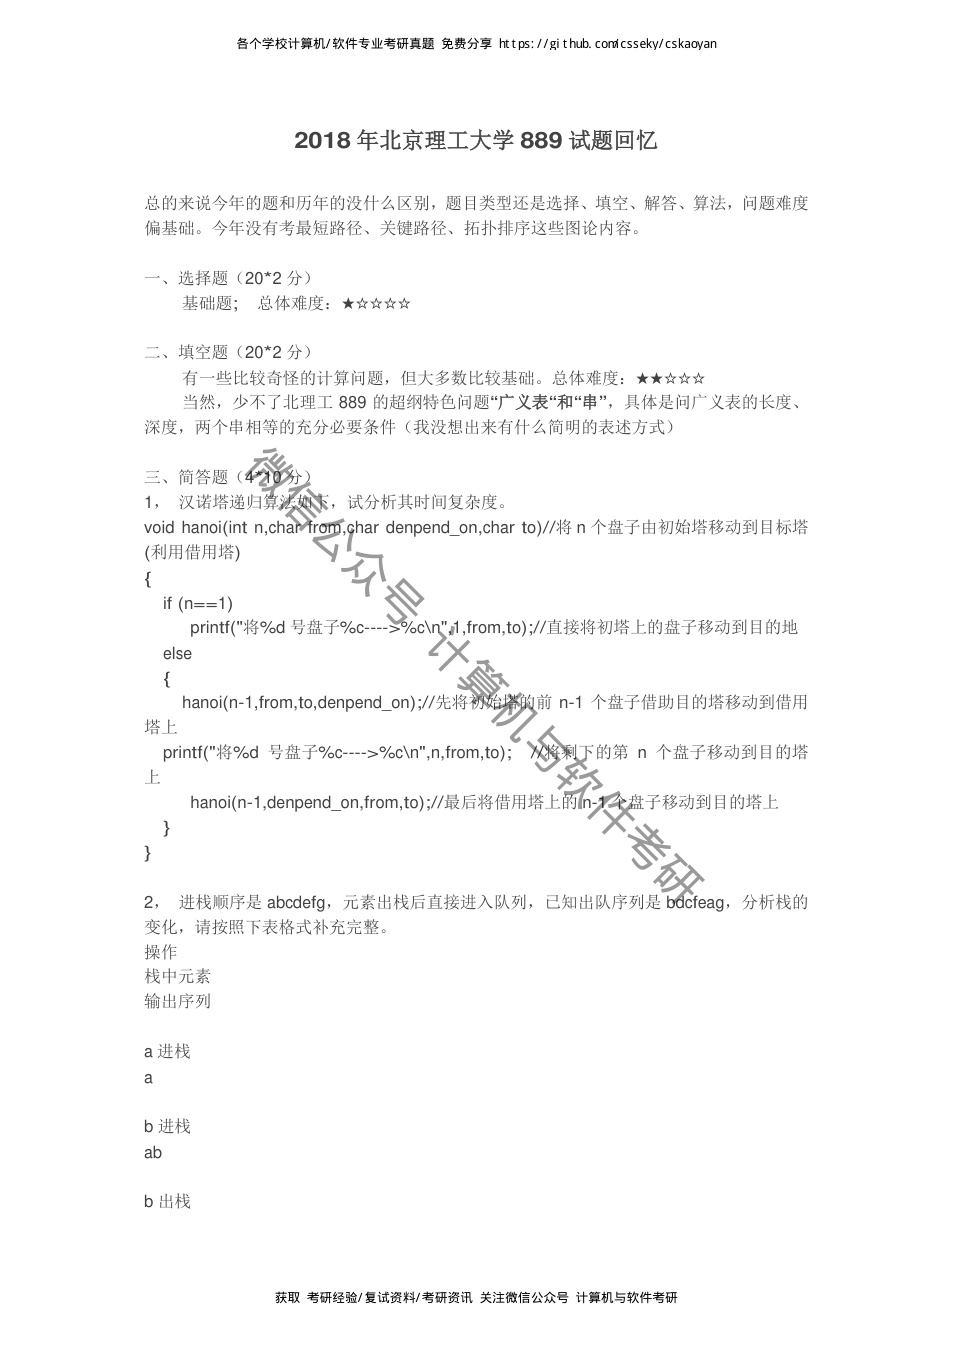 各个学校计算机/软件专业考研真题 免费分享 https://github.com/csseky/cskaoyan
2018 年北京理工大学 889 试题回忆
总的来说今年的题和历年的没什么区别，题目类型还是选择、填空、解答、算法，问题难度
偏基础。今年没有考最短路径、关键路径、拓扑排序这些图论内容。
一、选择题（20*2 分）
基础题； 总体难度：★☆☆☆☆
二、填空题（20*2 分）
有一些比较奇怪的计算问题，但大多数比较基础。总体难度：★★☆☆☆
当然，少不了北理工 889 的超纲特色问题“广义表“和“串”，具体是问广义表的长度、
深度，两个串相等的充分必要条件（我没想出来有什么简明的表述方式）
三、简答题（4*10 分）
1， 汉诺塔递归算法如下，试分析其时间复杂度。
void hanoi(int n,char from,char denpend_on,char to)//将 n 个盘子由初始塔移动到目标塔
(利用借用塔)
{
if (n==1)
printf("将%d 号盘子%c---->%c\n",1,from,to);//直接将初塔上的盘子移动到目的地
else
{
hanoi(n-1,from,to,denpend_on);//先将初始塔的前 n-1 个盘子借助目的塔移动到借用
塔上
printf("将%d 号盘子%c---->%c\n",n,from,to); //将剩下的第 n 个盘子移动到目的塔
上
hanoi(n-1,denpend_on,from,to);//最后将借用塔上的 n-1 个盘子移动到目的塔上
}
}
2， 进栈顺序是 abcdefg，元素出栈后直接进入队列，已知出队序列是 bdcfeag，分析栈的
变化，请按照下表格式补充完整。
操作
栈中元素
输出序列
a 进栈
a
b 进栈
ab
b 出栈
微信公众号 计算机与软件考研
获取 考研经验/复试资料/考研资讯 关注微信公众号 计算机与软件考研